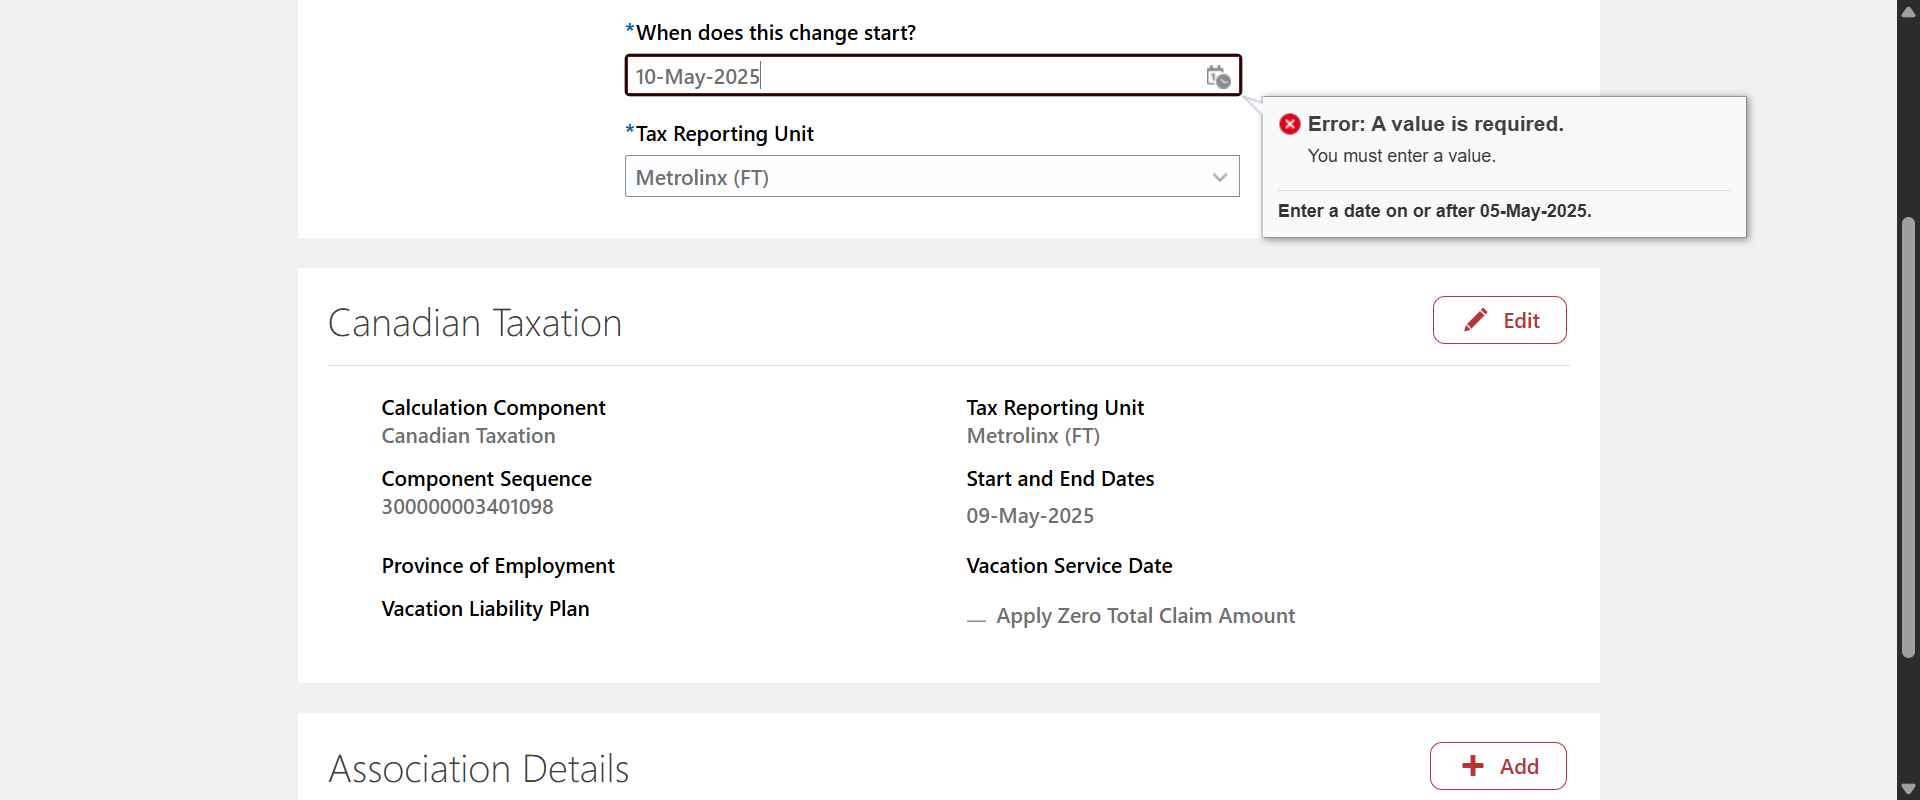 *When does this change start?
10-May-2025
Error: A value is required.
You must enter a value.
Enter a date on or after 05-May-2025.
*Tax Reporting Unit
Metrolinx (FT)
Canadian Taxation
Edit
Calculation Component
Canadian Taxation
Tax Reporting Unit
Metrolinx (FT)
Component Sequence
300000003401098
Start and End Dates
09-May-2025
Province of Employment
Vacation Service Date
Vacation Liability Plan
Apply Zero Total Claim Amount
Association Details
Add